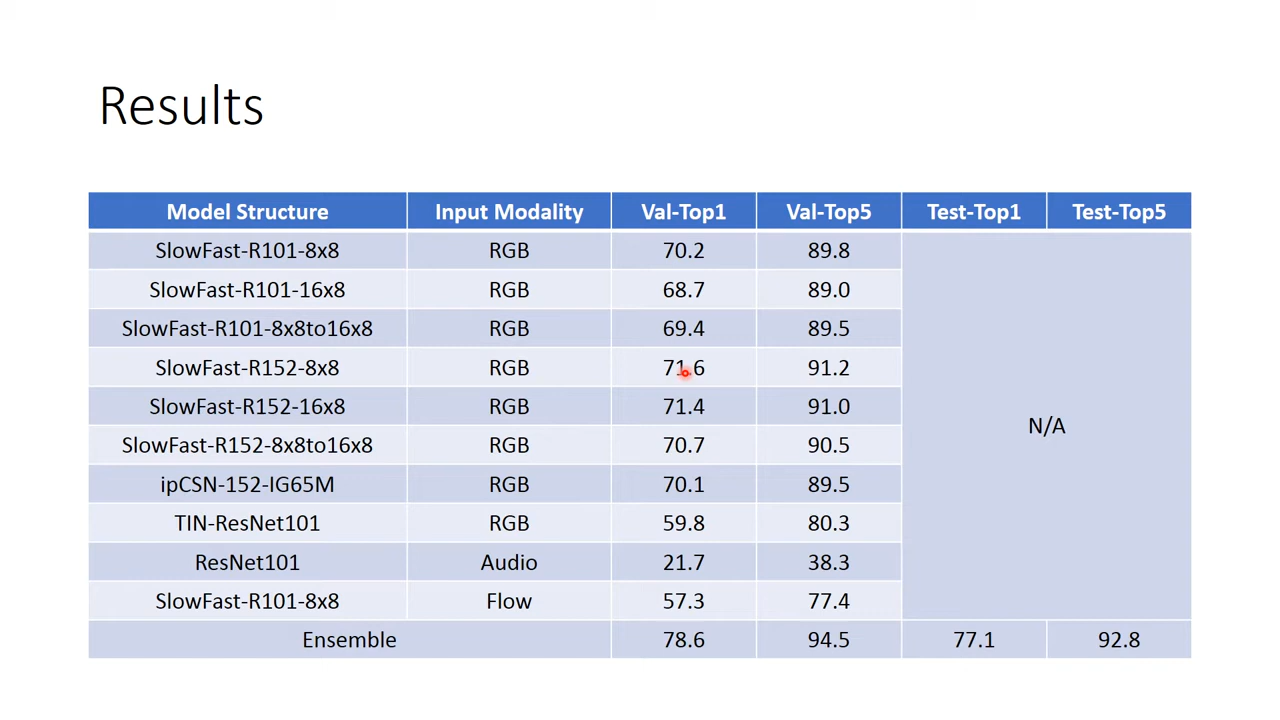 Results
Model Structure Input Modality Val-Top1 Val-Top5 Test-Top1 Test-Top5
SlowFast-R101-8x8 RGB 70.2 89.8
SlowFast-R101-16x8 RGB 68.7 89.0
SlowFast-R101-8x8to16x8 RGB 69.4 89.5
SlowFast-R152-8x8 RGB 71.6 91.2
SlowFast-R152-16x8 RGB 71.4 91.0
N/A
SlowFast-R152-8x8to16x8 RGB 70.7 90.5
ipCSN-152-IG65M RGB 70.1 89.5
TIN-ResNet101 RGB 59.8 80.3
ResNet101 Audio 21.7 38.3
SlowFast-R101-8x8 Flow 57.3 77.4
Ensemble 78.6 94.5 77.1 92.8